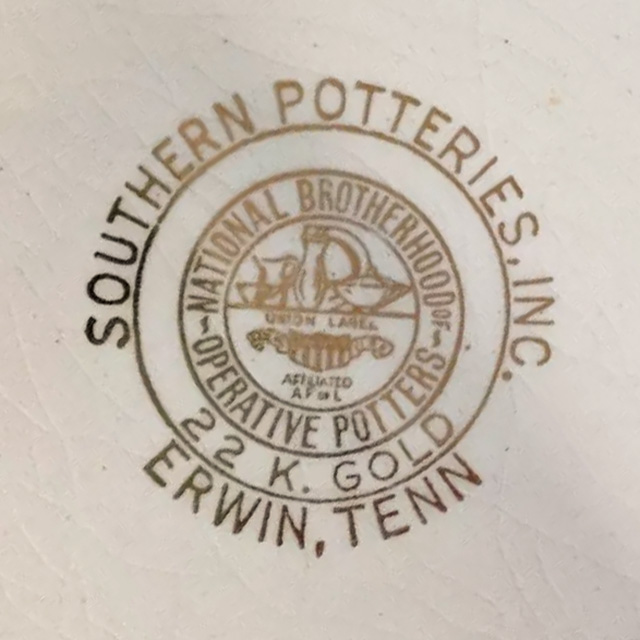 SOUTHERN POTTERIES, INC.
NATIONAL BROTHERHOOD OF
OPERATIVE POTTERS
UNION LABEL
AFFILIATED
A F of L
22 K. GOLD
ERWIN, TENN